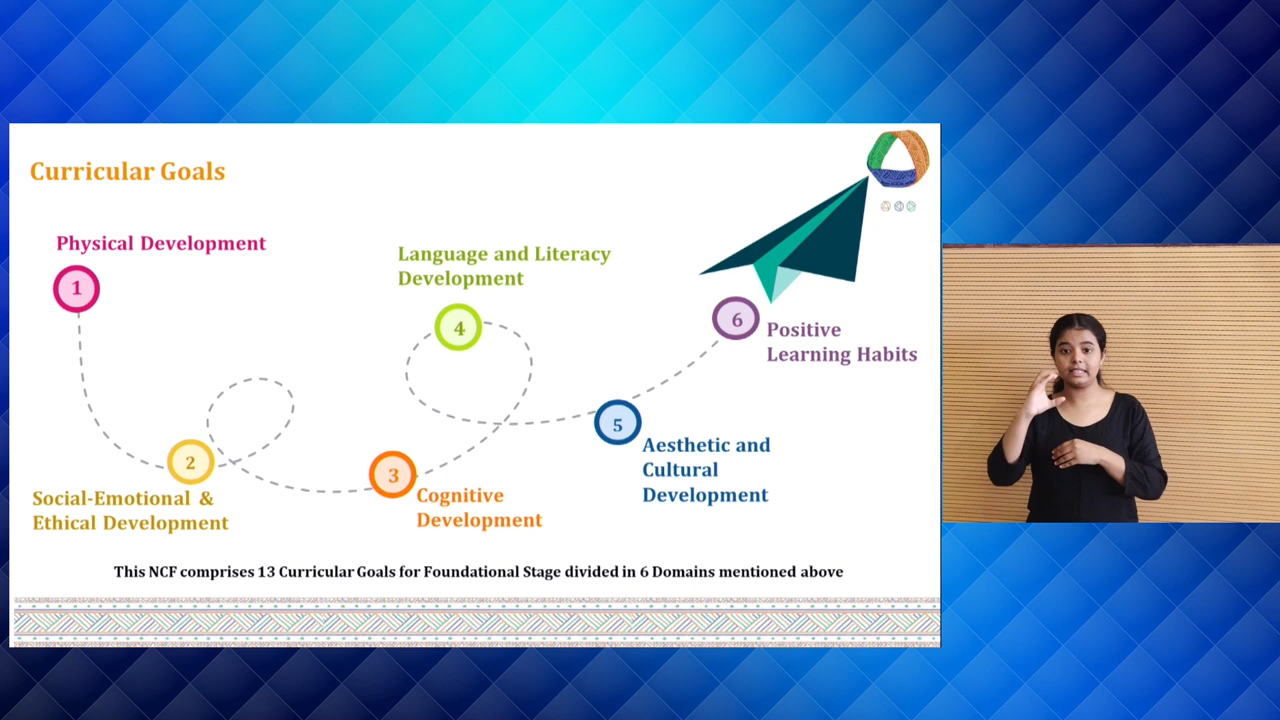 Curricular Goals
Physical Development
1
Social-Emotional &
Ethical Development
2
Cognitive
Development
3
Language and Literacy
Development
4
Aesthetic and
Cultural
Development
5
Positive
Learning Habits
6
This NCF comprises 13 Curricular Goals for Foundational Stage divided in 6 Domains mentioned above